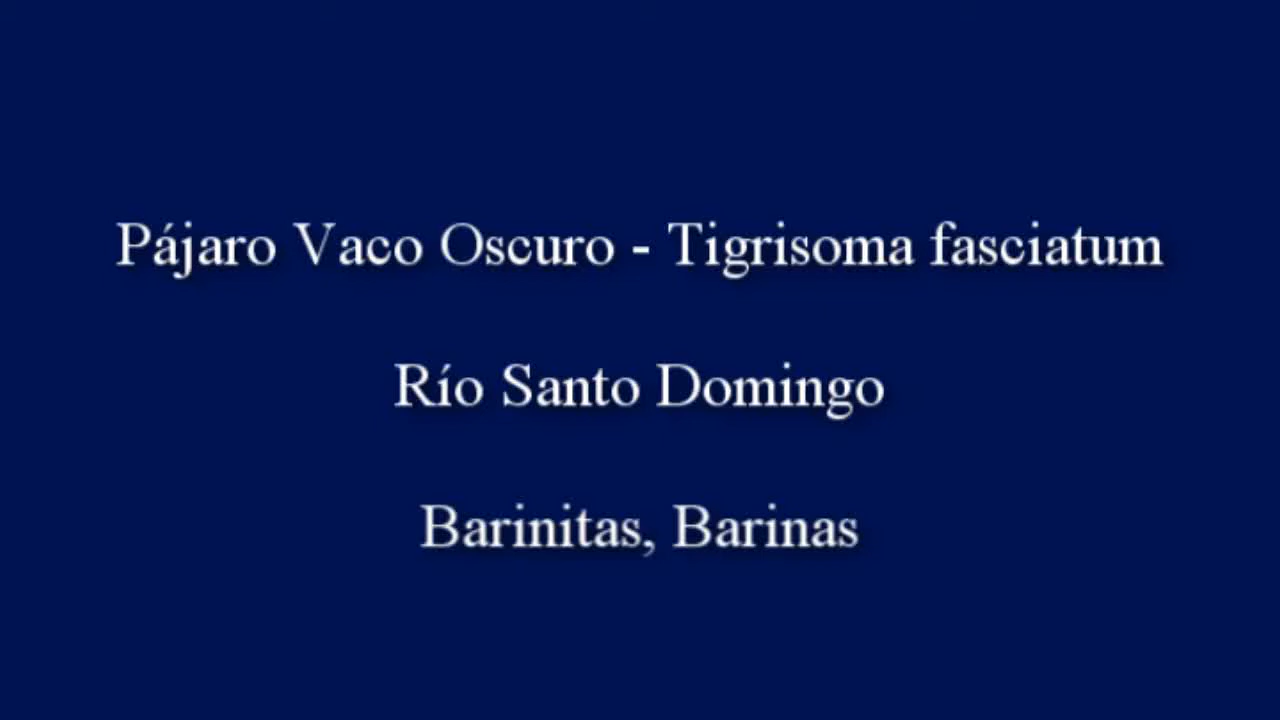 Pájaro Vaco Oscuro - Tigrisoma fasciatum
Río Santo Domingo
Barinitas, Barinas